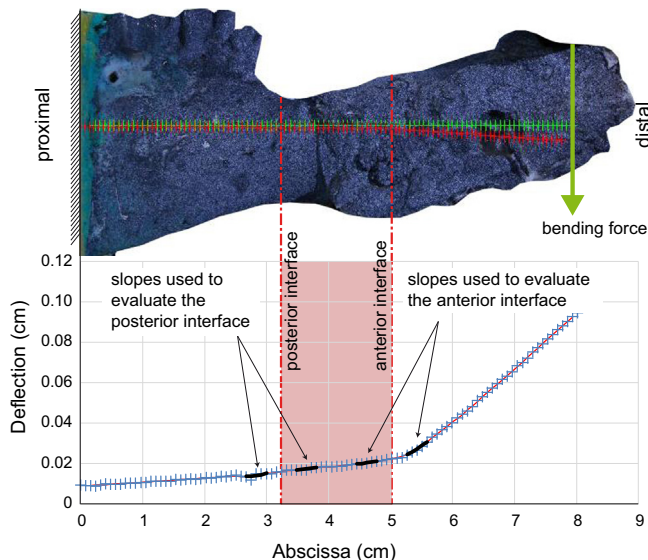 proximal
distal
bending force
slopes used to
evaluate the
posterior interface
posterior interface
anterior interface
slopes used to evaluate
the anterior interface
Deflection (cm)
0.12
0.10
0.08
0.06
0.04
0.02
0
0 1 2 3 4 5 6 7 8 9
Abscissa (cm)